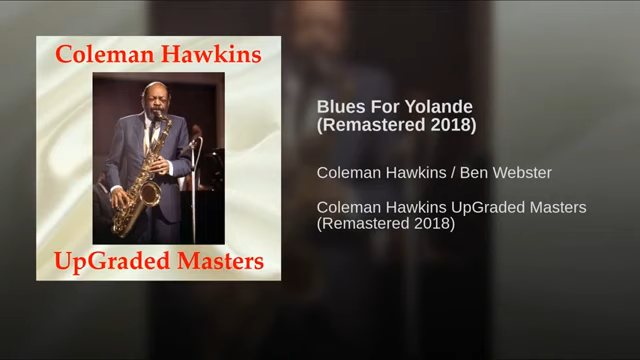 Coleman Hawkins
UpGraded Masters
Blues For Yolande
(Remastered 2018)
Coleman Hawkins / Ben Webster
Coleman Hawkins UpGraded Masters
(Remastered 2018)